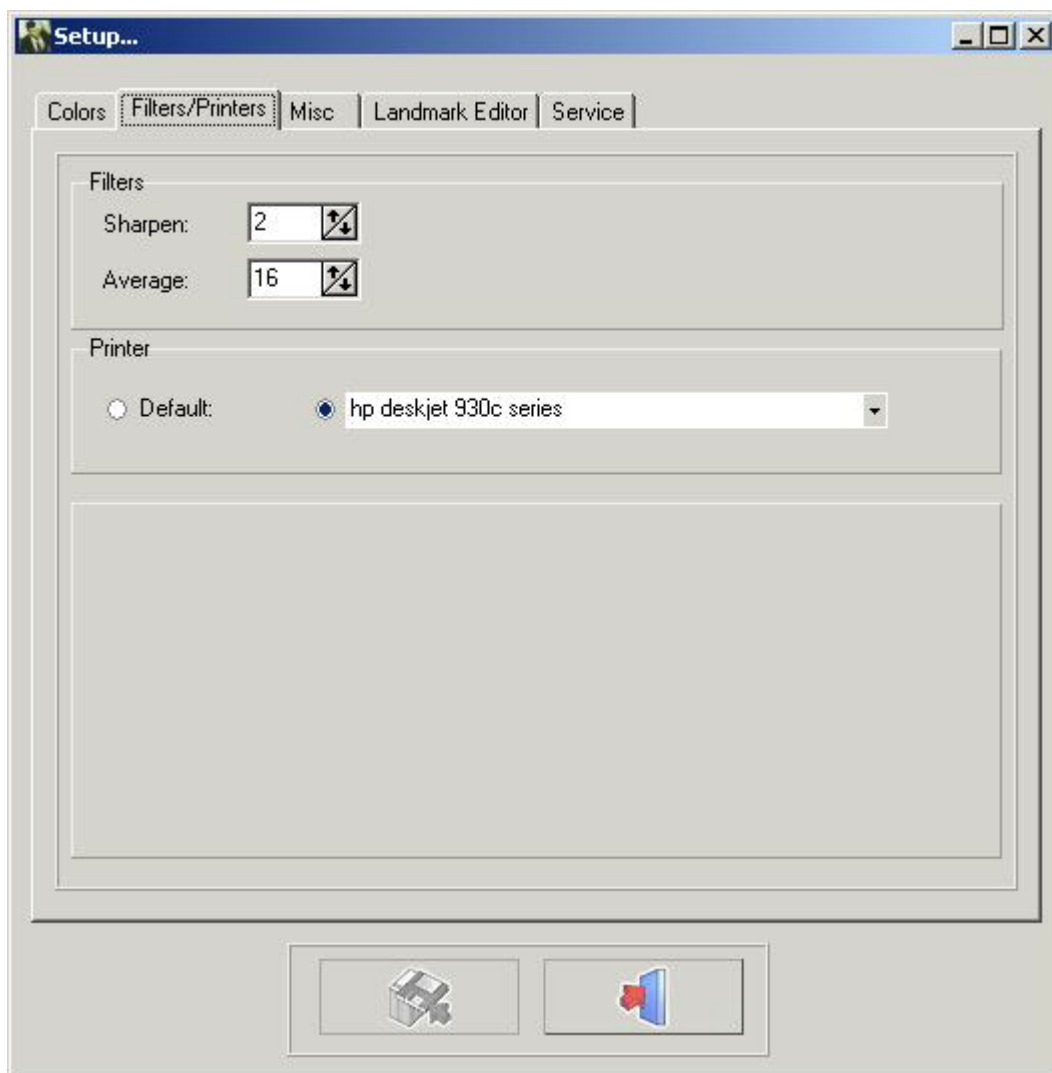 Setup...
Colors Filters/Printers Misc Landmark Editor Service
Filters
Sharpen: 2
Average: 16
Printer
Default: hp deskjet 930c series